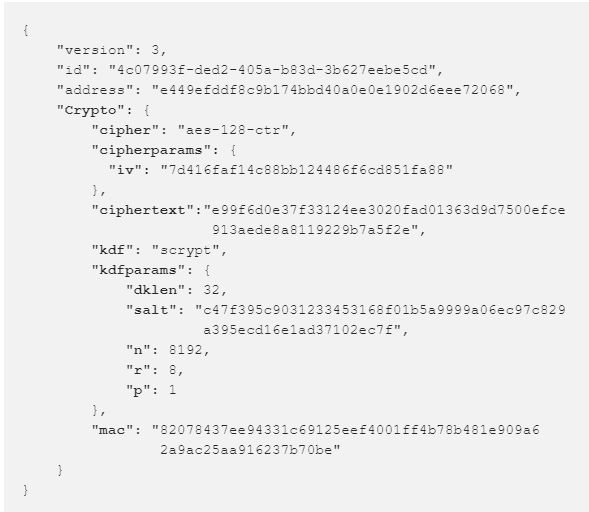 {
"version": 3,
"id": "4c07993f-ded2-405a-b83d-3b627eebe5cd",
"address": "e449efddf8c9b174bbd40a0e0e1902d6eee72068",
"Crypto": {
"cipher": "aes-128-ctr",
"cipherparams": {
"iv": "7d416faf14c88bb124486f6cd851fa88"
},
"ciphertext":"e99f6d0e37f33124ee3020fad01363d9d7500efce
913aede8a8119229b7a5f2e",
"kdf": "scrypt",
"kdfparams": {
"dklen": 32,
"salt": "c47f395c9031233453168f01b5a9999a06ec97c829
a395ecd16e1ad37102ec7f",
"n": 8192,
"r": 8,
"p": 1
},
"mac": "82078437ee94331c69125eef4001ff4b78b481e909a6
2a9ac25aa916237b70be"
}
}